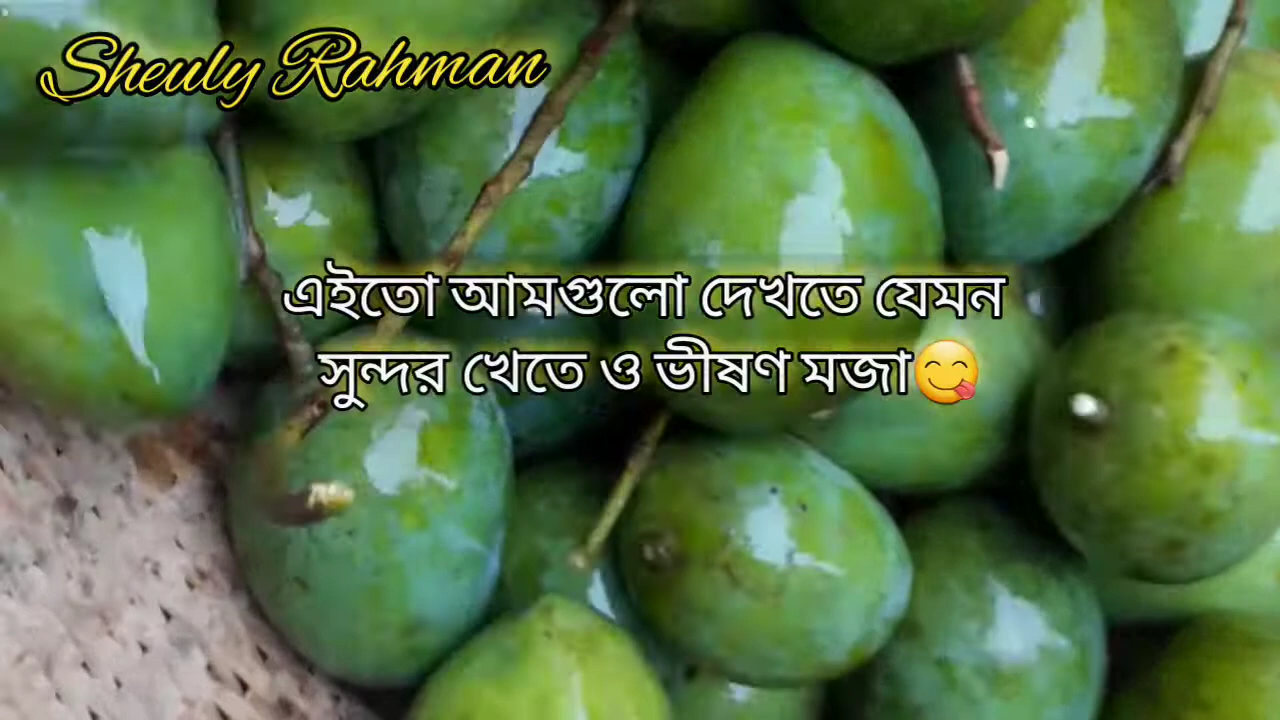 Sheuly Rahman
এইতো আমগুলো দেখতে যেমন
সুন্দর খেতে ও ভীষণ মজা😋